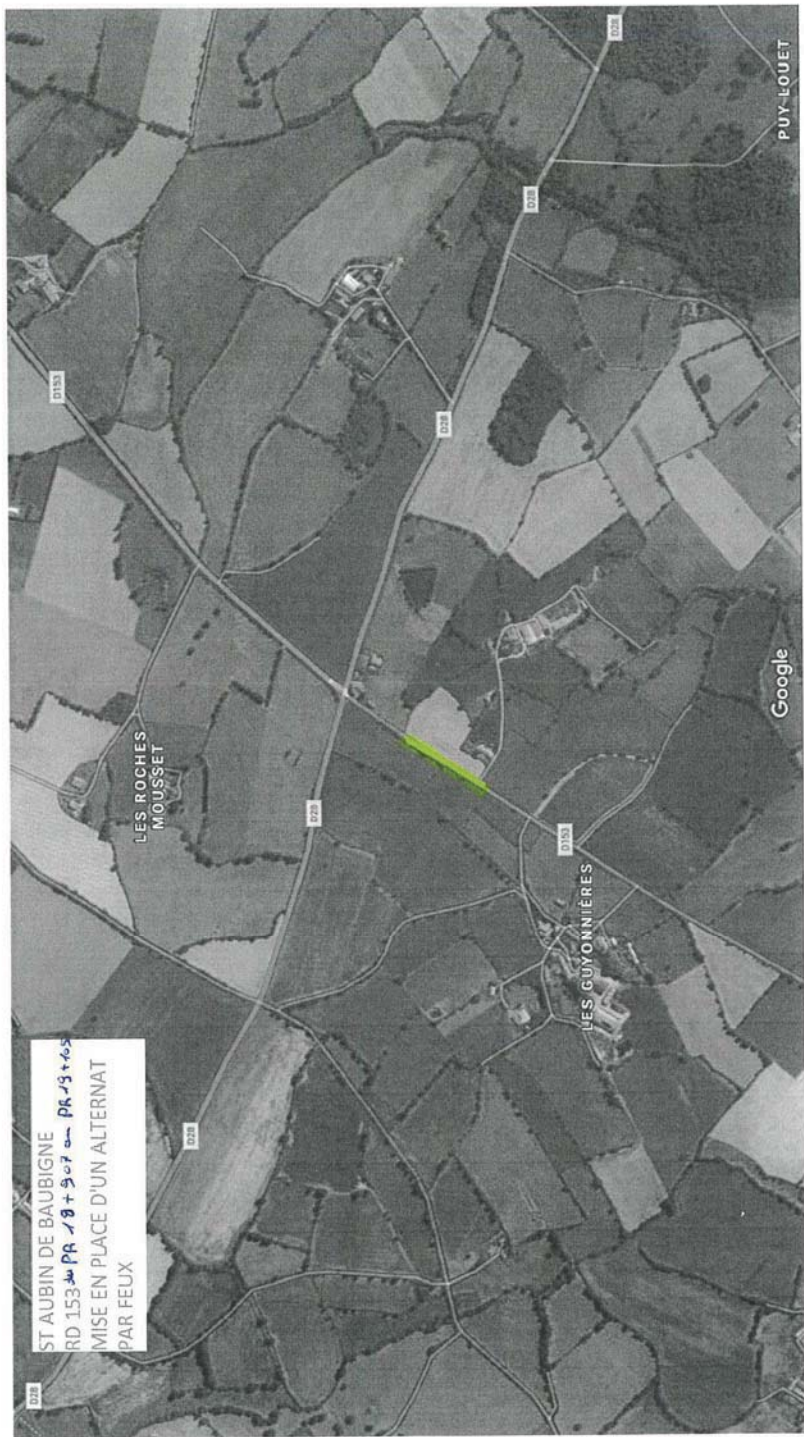 ST AUBIN DE BAUBIGNE
RD 153 du PR 18+907 au PR 19+105
MISE EN PLACE D'UN ALTERNAT
PAR FEUX
D28
D28
D28
D28
D28
D28
D153
D153
LES ROCHES
MOUSSET
LES GUYONNIÈRES
PUY LOUET
Google